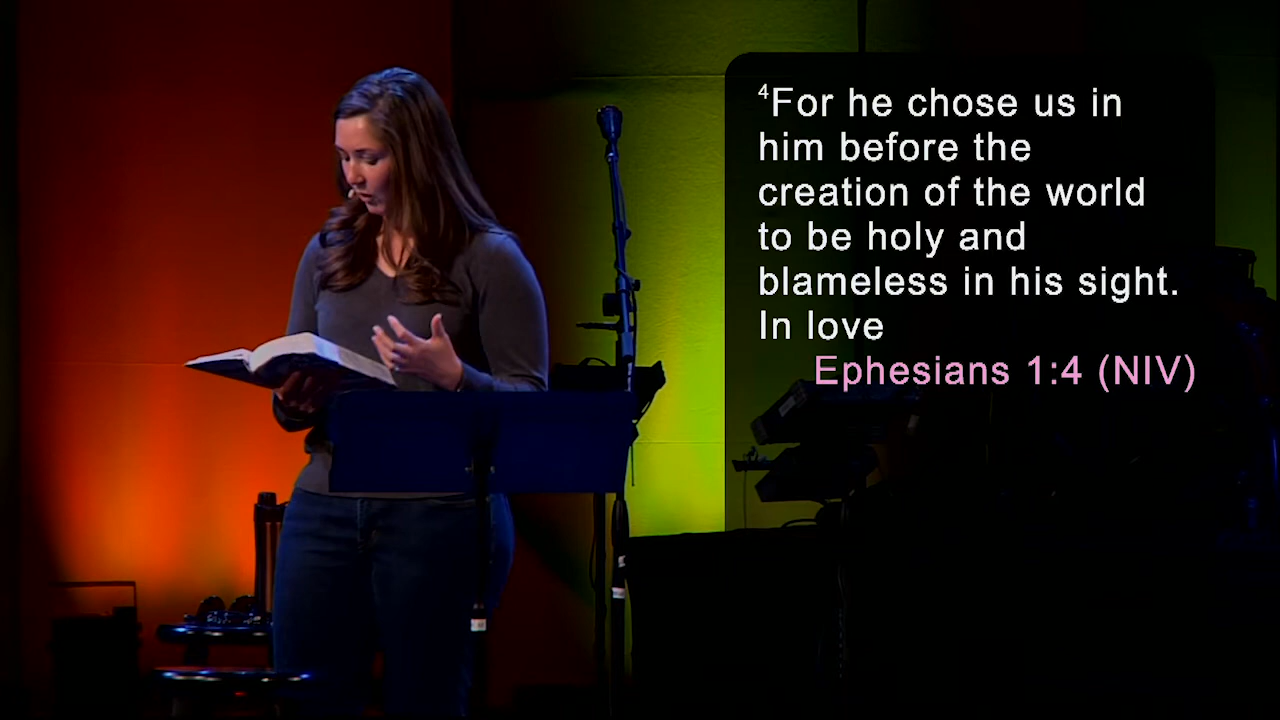 ⁴For he chose us in
him before the
creation of the world
to be holy and
blameless in his sight.
In love
Ephesians 1:4 (NIV)